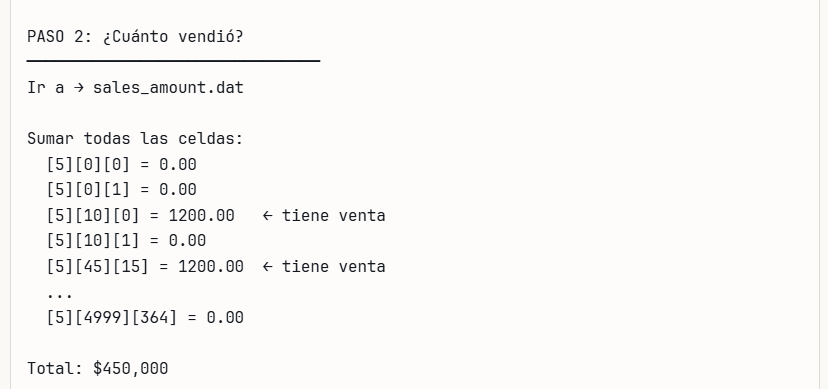 PASO 2: ¿Cuánto vendió?
Ir a → sales_amount.dat
Sumar todas las celdas:
[5][0][0] = 0.00
[5][0][1] = 0.00
[5][10][0] = 1200.00 ← tiene venta
[5][10][1] = 0.00
[5][45][15] = 1200.00 ← tiene venta
...
[5][4999][364] = 0.00
Total: $450,000